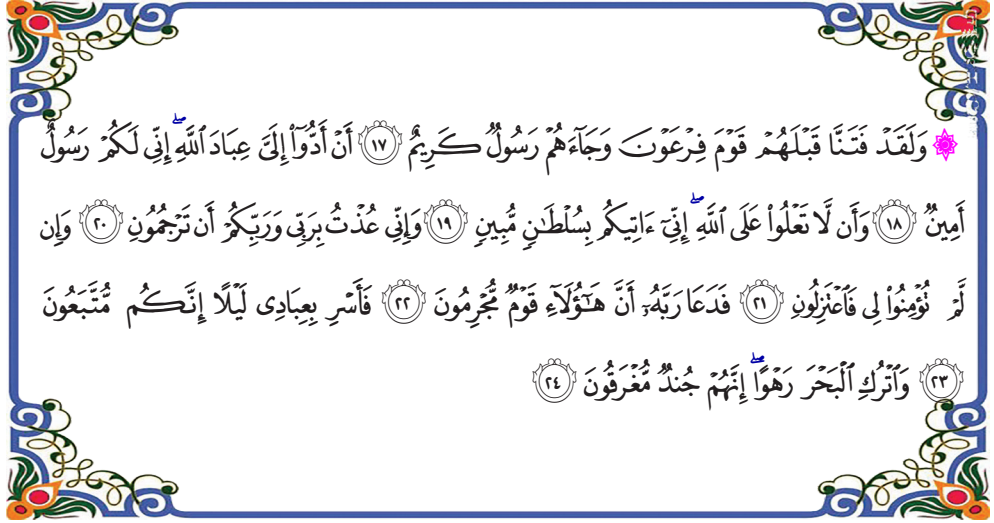 ۞ وَلَقَدۡ فَتَنَّا قَبۡلَهُمۡ قَوۡمَ فِرۡعَوۡنَ وَجَآءَهُمۡ رَسُولٞ كَرِيمٌ ١٧ أَنۡ أَدُّوٓاْ إِلَيَّ عِبَادَ ٱللَّهِۖ إِنِّي لَكُمۡ رَسُولٌ
أَمِينٞ ١٨ وَأَن لَّا تَعۡلُواْ عَلَى ٱللَّهِۖ إِنِّيٓ ءَاتِيكُم بِسُلۡطَٰنٖ مُّبِينٖ ١٩ وَإِنِّي عُذۡتُ بِرَبِّي وَرَبِّكُمۡ أَن تَرۡجُمُونِ ٢٠ وَإِن
لَّمۡ تُؤۡمِنُواْ لِي فَٱعۡتَزِلُونِ ٢١ فَدَعَا رَبَّهُۥٓ أَنَّ هَٰٓؤُلَآءِ قَوۡمٞ مُّجۡرِمُونَ ٢٢ فَأَسۡرِ بِعِبَادِي لَيۡلًا إِنَّكُم مُّتَّبَعُونَ
٢٣ وَٱتۡرُكِ ٱلۡبَحۡرَ رَهۡوًاۖ إِنَّهُمۡ جُندٞ مُّغۡرَقُونَ ٢٤